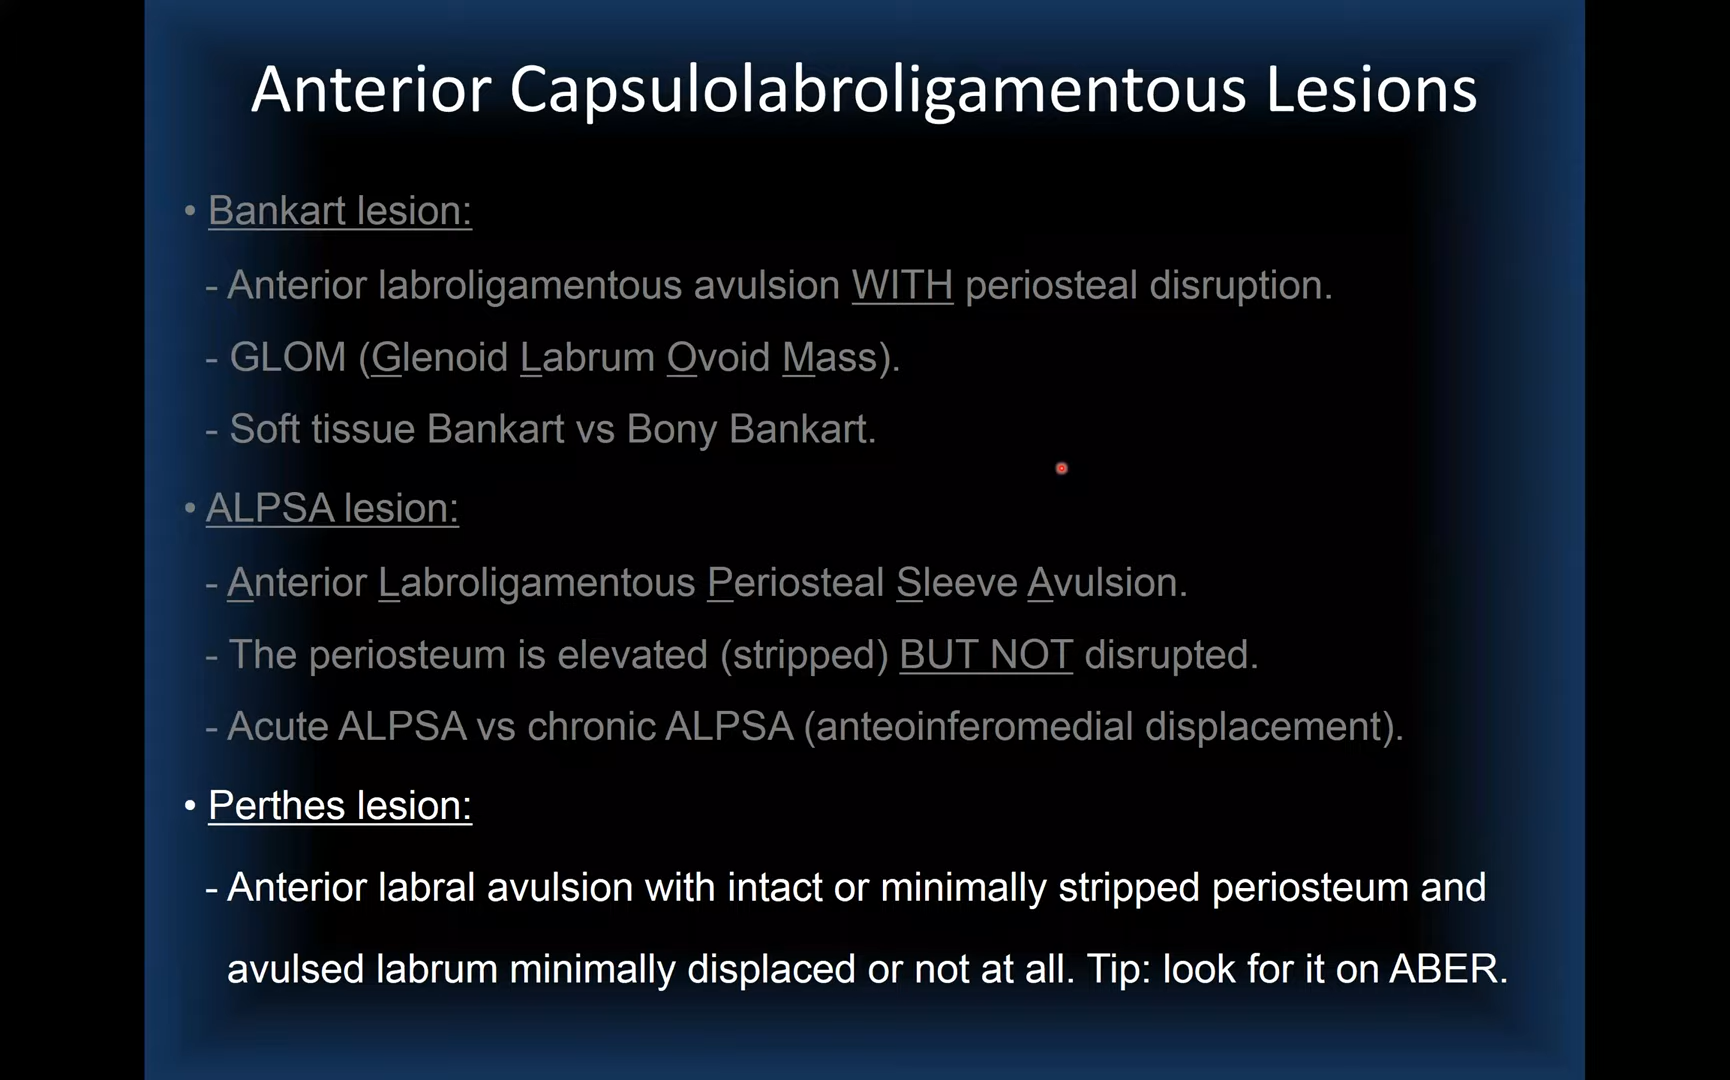 Anterior Capsulolabroligamentous Lesions
• Bankart lesion:
- Anterior labroligamentous avulsion WITH periosteal disruption.
- GLOM (Glenoid Labrum Ovoid Mass).
- Soft tissue Bankart vs Bony Bankart.
• ALPSA lesion:
- Anterior Labroligamentous Periosteal Sleeve Avulsion.
- The periosteum is elevated (stripped) BUT NOT disrupted.
- Acute ALPSA vs chronic ALPSA (anteoinferomedial displacement).
• Perthes lesion:
- Anterior labral avulsion with intact or minimally stripped periosteum and
avulsed labrum minimally displaced or not at all. Tip: look for it on ABER.